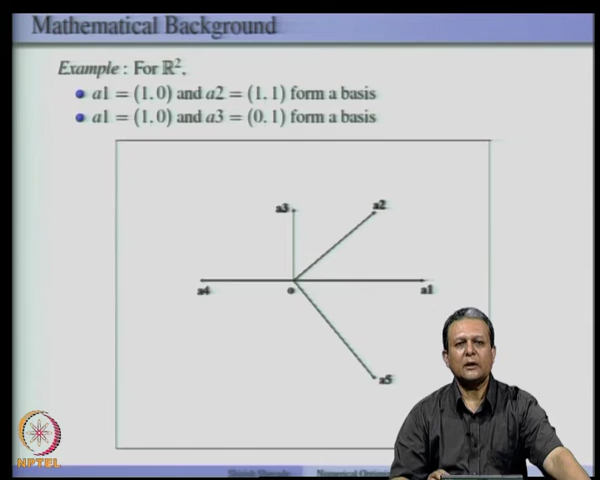 Mathematical Background
Example : For ℝ²,
a1 = (1, 0) and a2 = (1, 1) form a basis
a1 = (1, 0) and a3 = (0, 1) form a basis
a3
a2
a4
o
a1
a5
NPTEL
Numerical